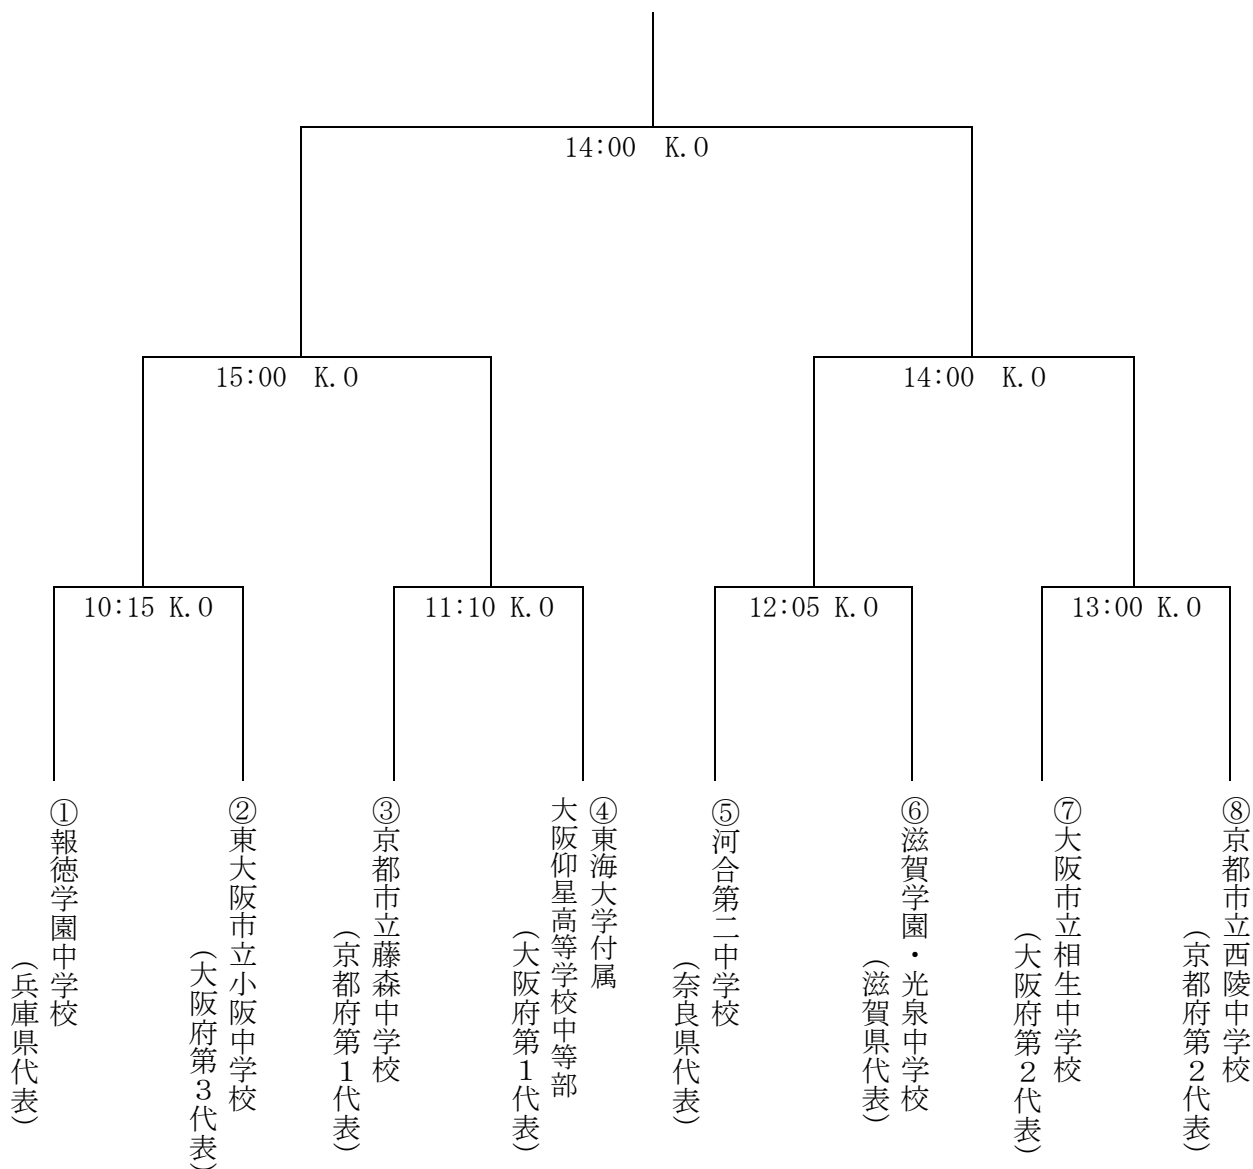 14:00 K.O
15:00 K.O
14:00 K.O
10:15 K.O
11:10 K.O
12:05 K.O
13:00 K.O
①報徳学園中学校
（兵庫県代表）
②東大阪市立小阪中学校
（大阪府第３代表）
③京都市立藤森中学校
（京都府第１代表）
④東海大学付属
大阪仰星高等学校中等部
（大阪府第１代表）
⑤河合第二中学校
（奈良県代表）
⑥滋賀学園・光泉中学校
（滋賀県代表）
⑦大阪市立相生中学校
（大阪府第２代表）
⑧京都市立西陵中学校
（京都府第２代表）